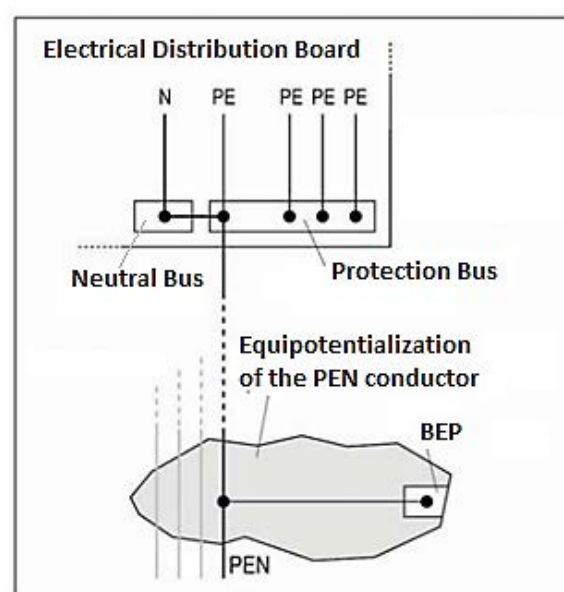 Electrical Distribution Board
N PE PE PE PE
Neutral Bus
Protection Bus
Equipotentialization
of the PEN conductor
BEP
PEN